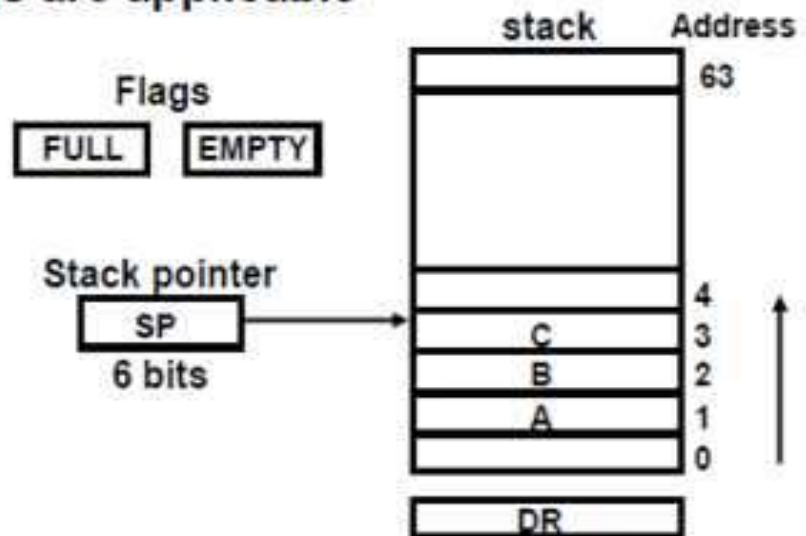 are applicable
stack Address
63
Flags
FULL EMPTY
Stack pointer
SP
6 bits
4
C 3
B 2
A 1
0
DR